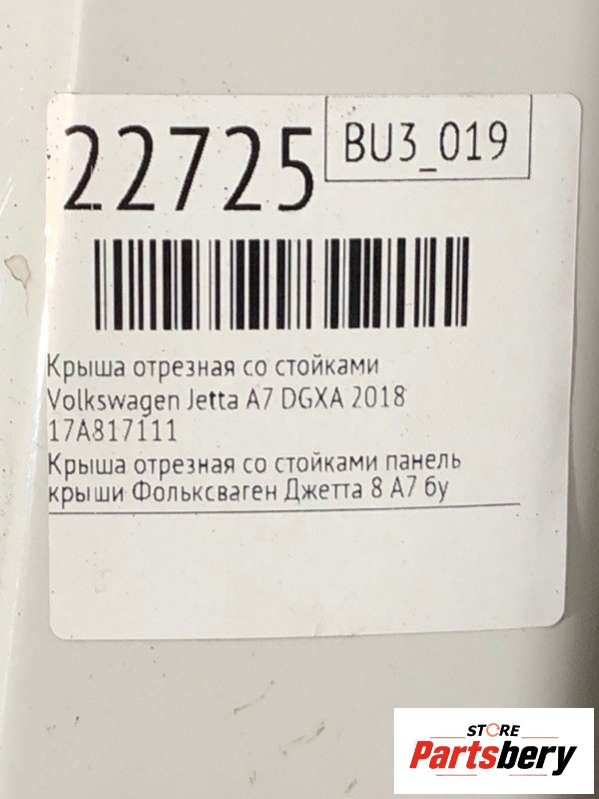 22725
BU3_019
Крыша отрезная со стойками
Volkswagen Jetta A7 DGXA 2018
17A817111
Крыша отрезная со стойками панель
крыши Фольксваген Джетта 8 А7 бу
STORE
Partsbery